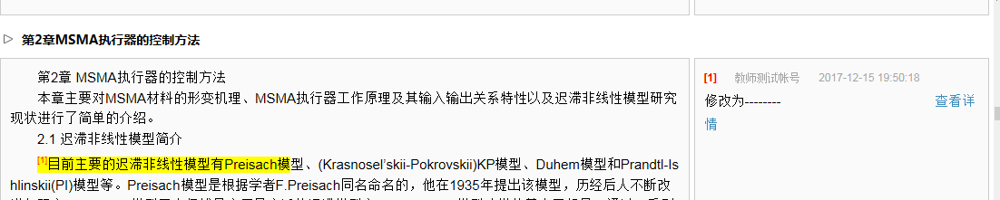 第2章MSMA执行器的控制方法
第2章 MSMA执行器的控制方法
本章主要对MSMA材料的形变机理、MSMA执行器工作原理及其输入输出关系特性以及迟滞非线性模型研究
现状进行了简单的介绍。
2.1 迟滞非线性模型简介
[1]目前主要的迟滞非线性模型有Preisach模型、(Krasnosel'skii-Pokrovskii)KP模型、Duhem模型和Prandtl-Is
hlinskii(PI)模型等。Preisach模型是根据学者F.Preisach同名命名的，他在1935年提出该模型，历经后人不断改
[1] 教师测试帐号 2017-12-15 19:50:18
修改为-------- 查看详
情